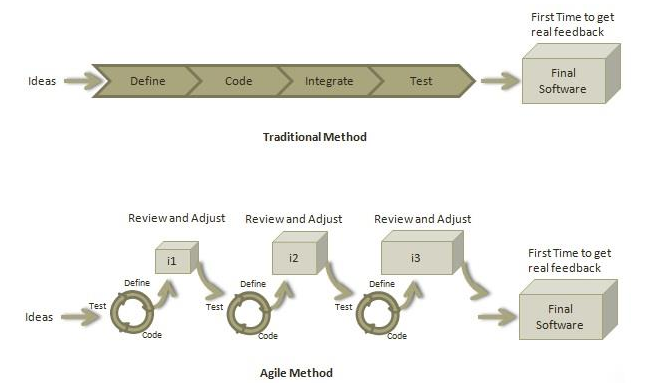 First Time to get
real feedback
Ideas
Define
Code
Integrate
Test
Final
Software
Traditional Method
Review and Adjust
Review and Adjust
Review and Adjust
i1
i2
i3
First Time to get
real feedback
Ideas
Test
Define
Code
Test
Define
Code
Test
Define
Code
Final
Software
Agile Method